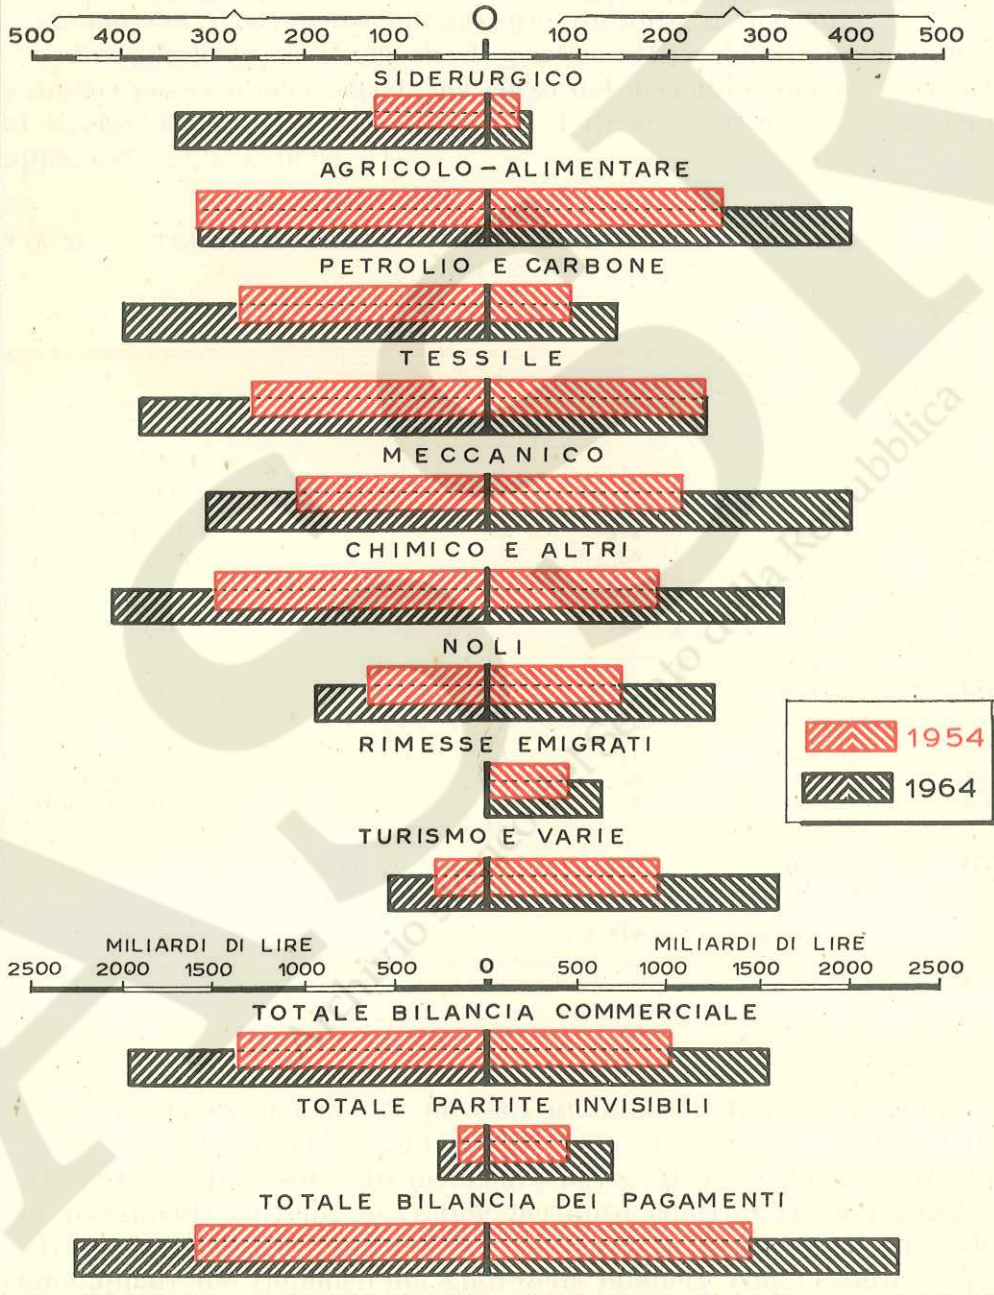 O
500 400 300 200 100 100 200 300 400 500
SIDERURGICO
AGRICOLO-ALIMENTARE
PETROLIO E CARBONE
TESSILE
MECCANICO
CHIMICO E ALTRI
NOLI
RIMESSE EMIGRATI
1954
1964
TURISMO E VARIE
MILIARDI DI LIRE MILIARDI DI LIRE
2500 2000 1500 1000 500 0 500 1000 1500 2000 2500
TOTALE BILANCIA COMMERCIALE
TOTALE PARTITE INVISIBILI
TOTALE BILANCIA DEI PAGAMENTI